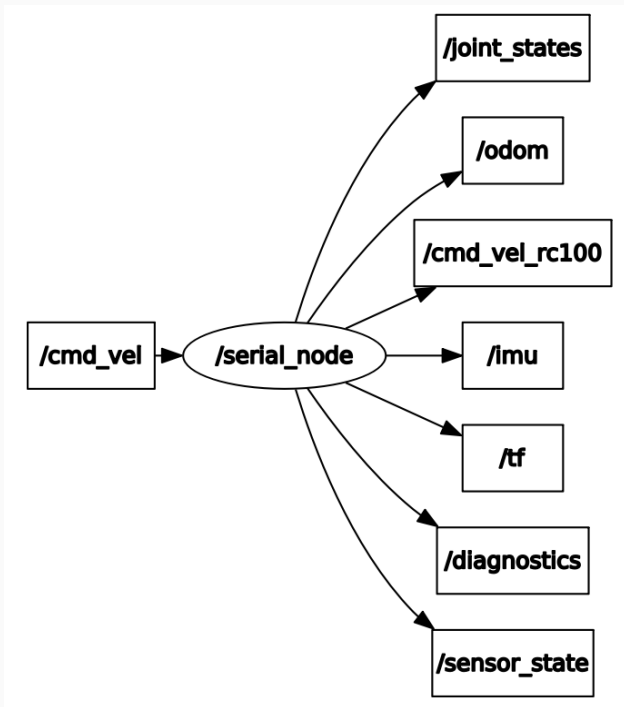 /joint_states
/odom
/cmd_vel_rc100
/cmd_vel
/serial_node
/imu
/tf
/diagnostics
/sensor_state